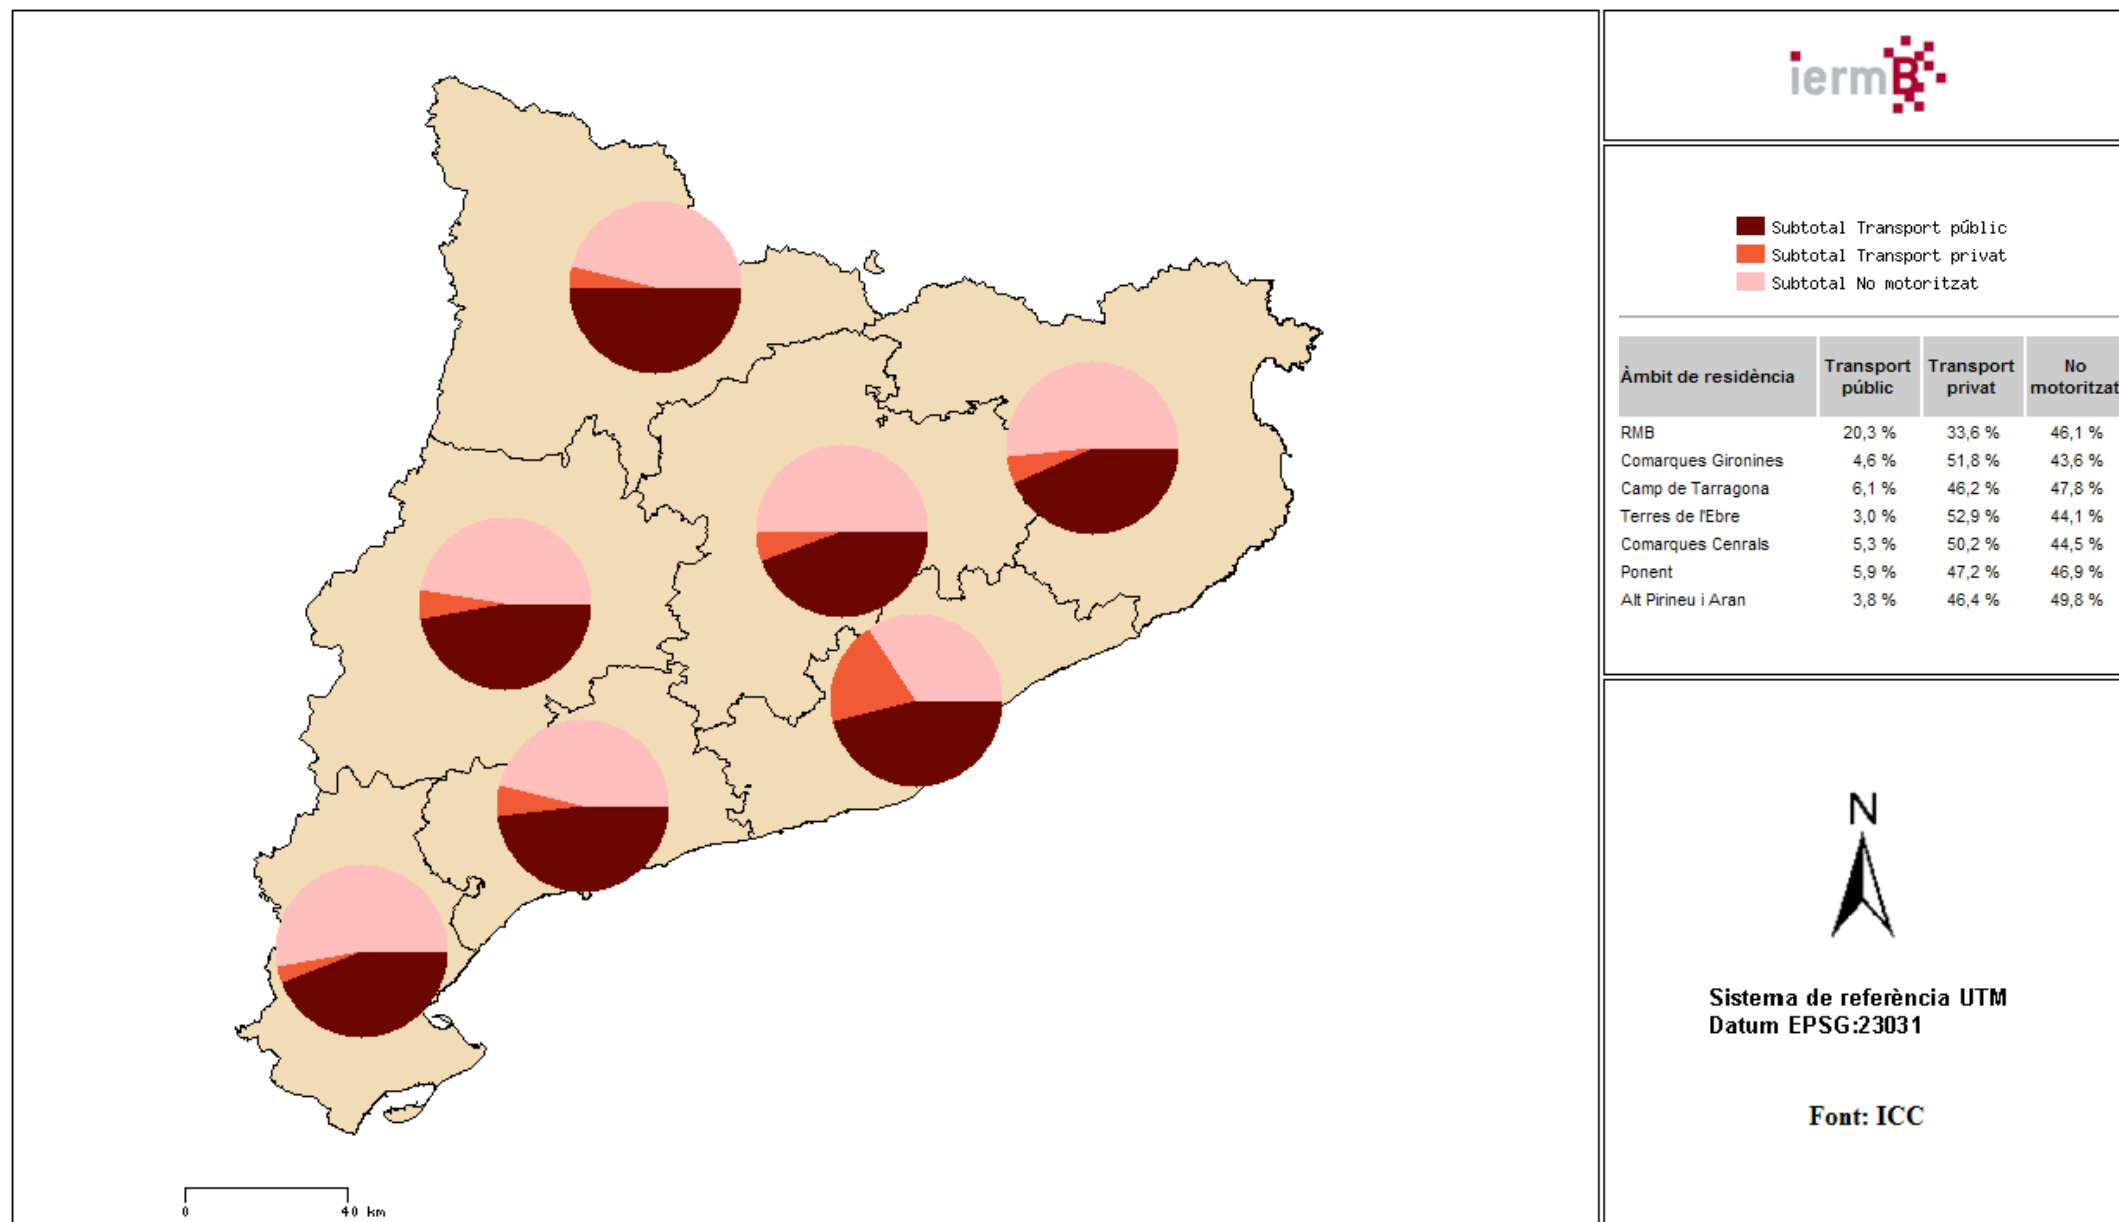 iermB
Subtotal Transport públic
Subtotal Transport privat
Subtotal No motoritzat
Àmbit de residència Transport públic Transport privat No motoritzat
RMB 20,3 % 33,6 % 46,1 %
Comarques Gironines 4,6 % 51,8 % 43,6 %
Camp de Tarragona 6,1 % 46,2 % 47,8 %
Terres de l'Ebre 3,0 % 52,9 % 44,1 %
Comarques Cenrals 5,3 % 50,2 % 44,5 %
Ponent 5,9 % 47,2 % 46,9 %
Alt Pirineu i Aran 3,8 % 46,4 % 49,8 %
N
Sistema de referència UTM
Datum EPSG:23031
Font: ICC
0 40 km